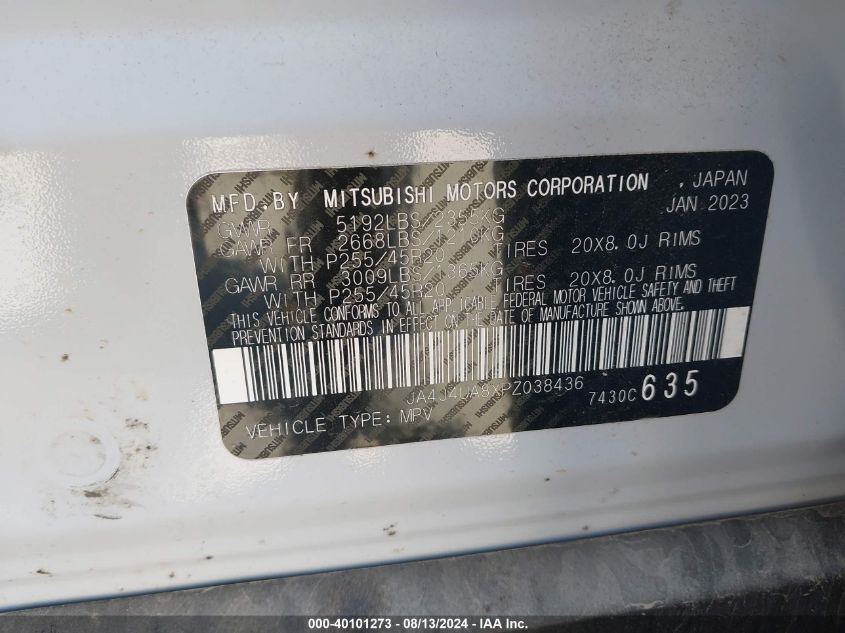 MFD. BY MITSUBISHI MOTORS CORPORATION , JAPAN
JAN 2023
GVWR 5192LBS 2355KG
GAWR FR 2668LBS 1210KG
WITH P255/45R20 TIRES 20X8.0J RIMS
GAWR RR 3009LBS 1365KG
WITH P255/45R20 TIRES 20X8.0J RIMS
THIS VEHICLE CONFORMS TO ALL APPLICABLE FEDERAL MOTOR VEHICLE SAFETY AND THEFT
PREVENTION STANDARDS IN EFFECT ON THE DATE OF MANUFACTURE SHOWN ABOVE.
JA4J4UA8XPZ038436 7430C 635
VEHICLE TYPE: MPV
000-40101273 - 08/13/2024 - IAA Inc.